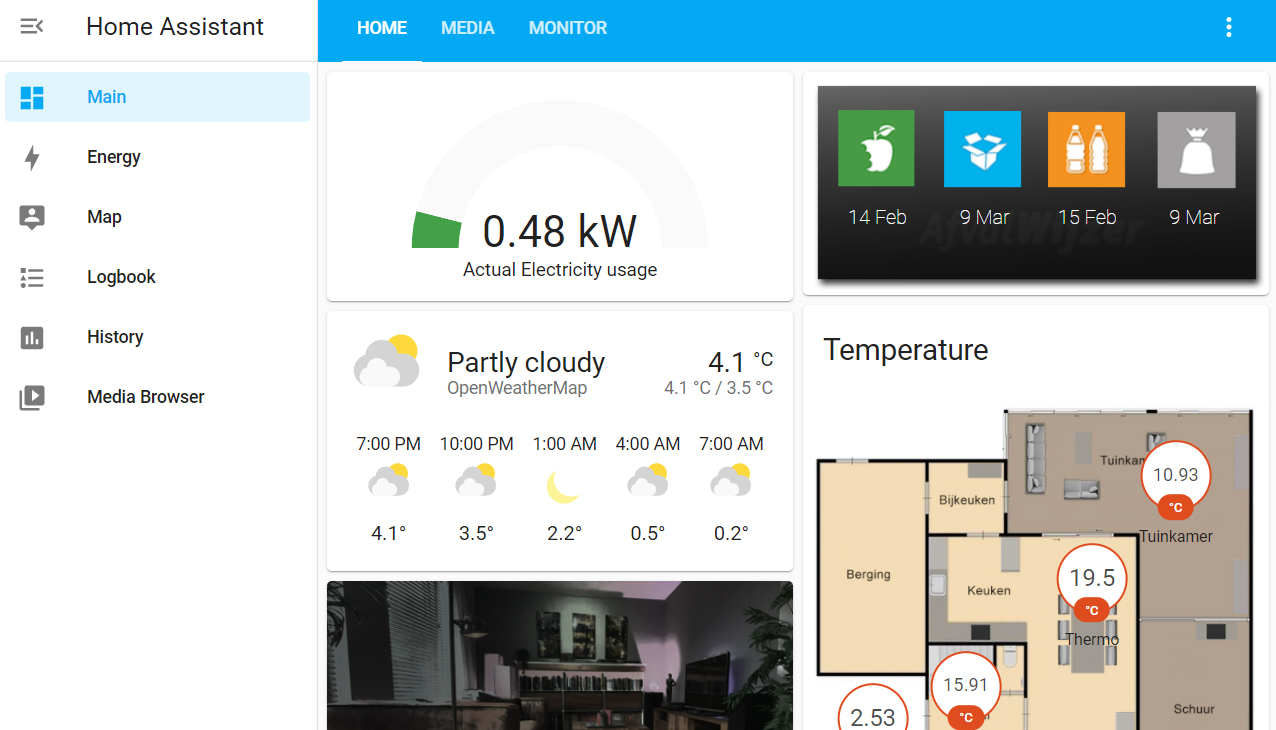 Home Assistant
HOME MEDIA MONITOR
Main
Energy
Map
Logbook
History
Media Browser
0.48 kW
Actual Electricity usage
Partly cloudy
OpenWeatherMap
4.1 °C
4.1 °C / 3.5 °C
7:00 PM 10:00 PM 1:00 AM 4:00 AM 7:00 AM
4.1° 3.5° 2.2° 0.5° 0.2°
14 Feb 9 Mar 15 Feb 9 Mar
AfvalWijzer
Temperature
10.93
°C
Tuinkamer
Bijkeuken
Berging
Keuken
19.5
°C
Thermo
15.91
°C
2.53
Schuur